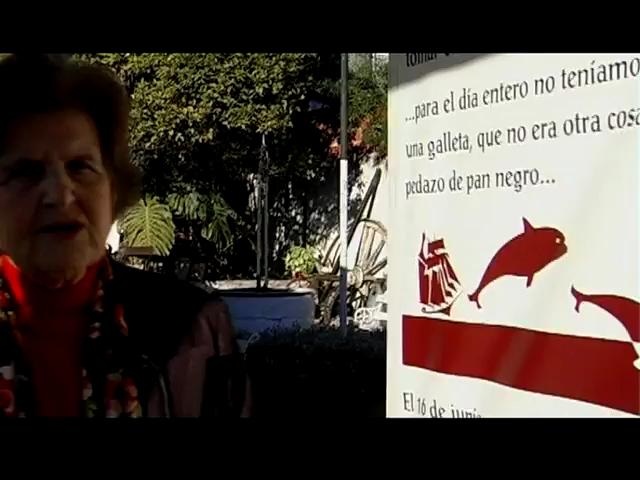 ...para el día entero no teníamo
una galleta, que no era otra cosa
pedazo de pan negro...
El 16 de junio